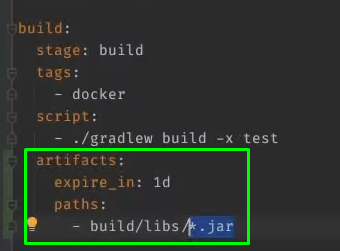 build:
  stage: build
  tags:
    - docker
  script:
    - ./gradlew build -x test
  artifacts:
    expire_in: 1d
    paths:
      - build/libs/*.jar